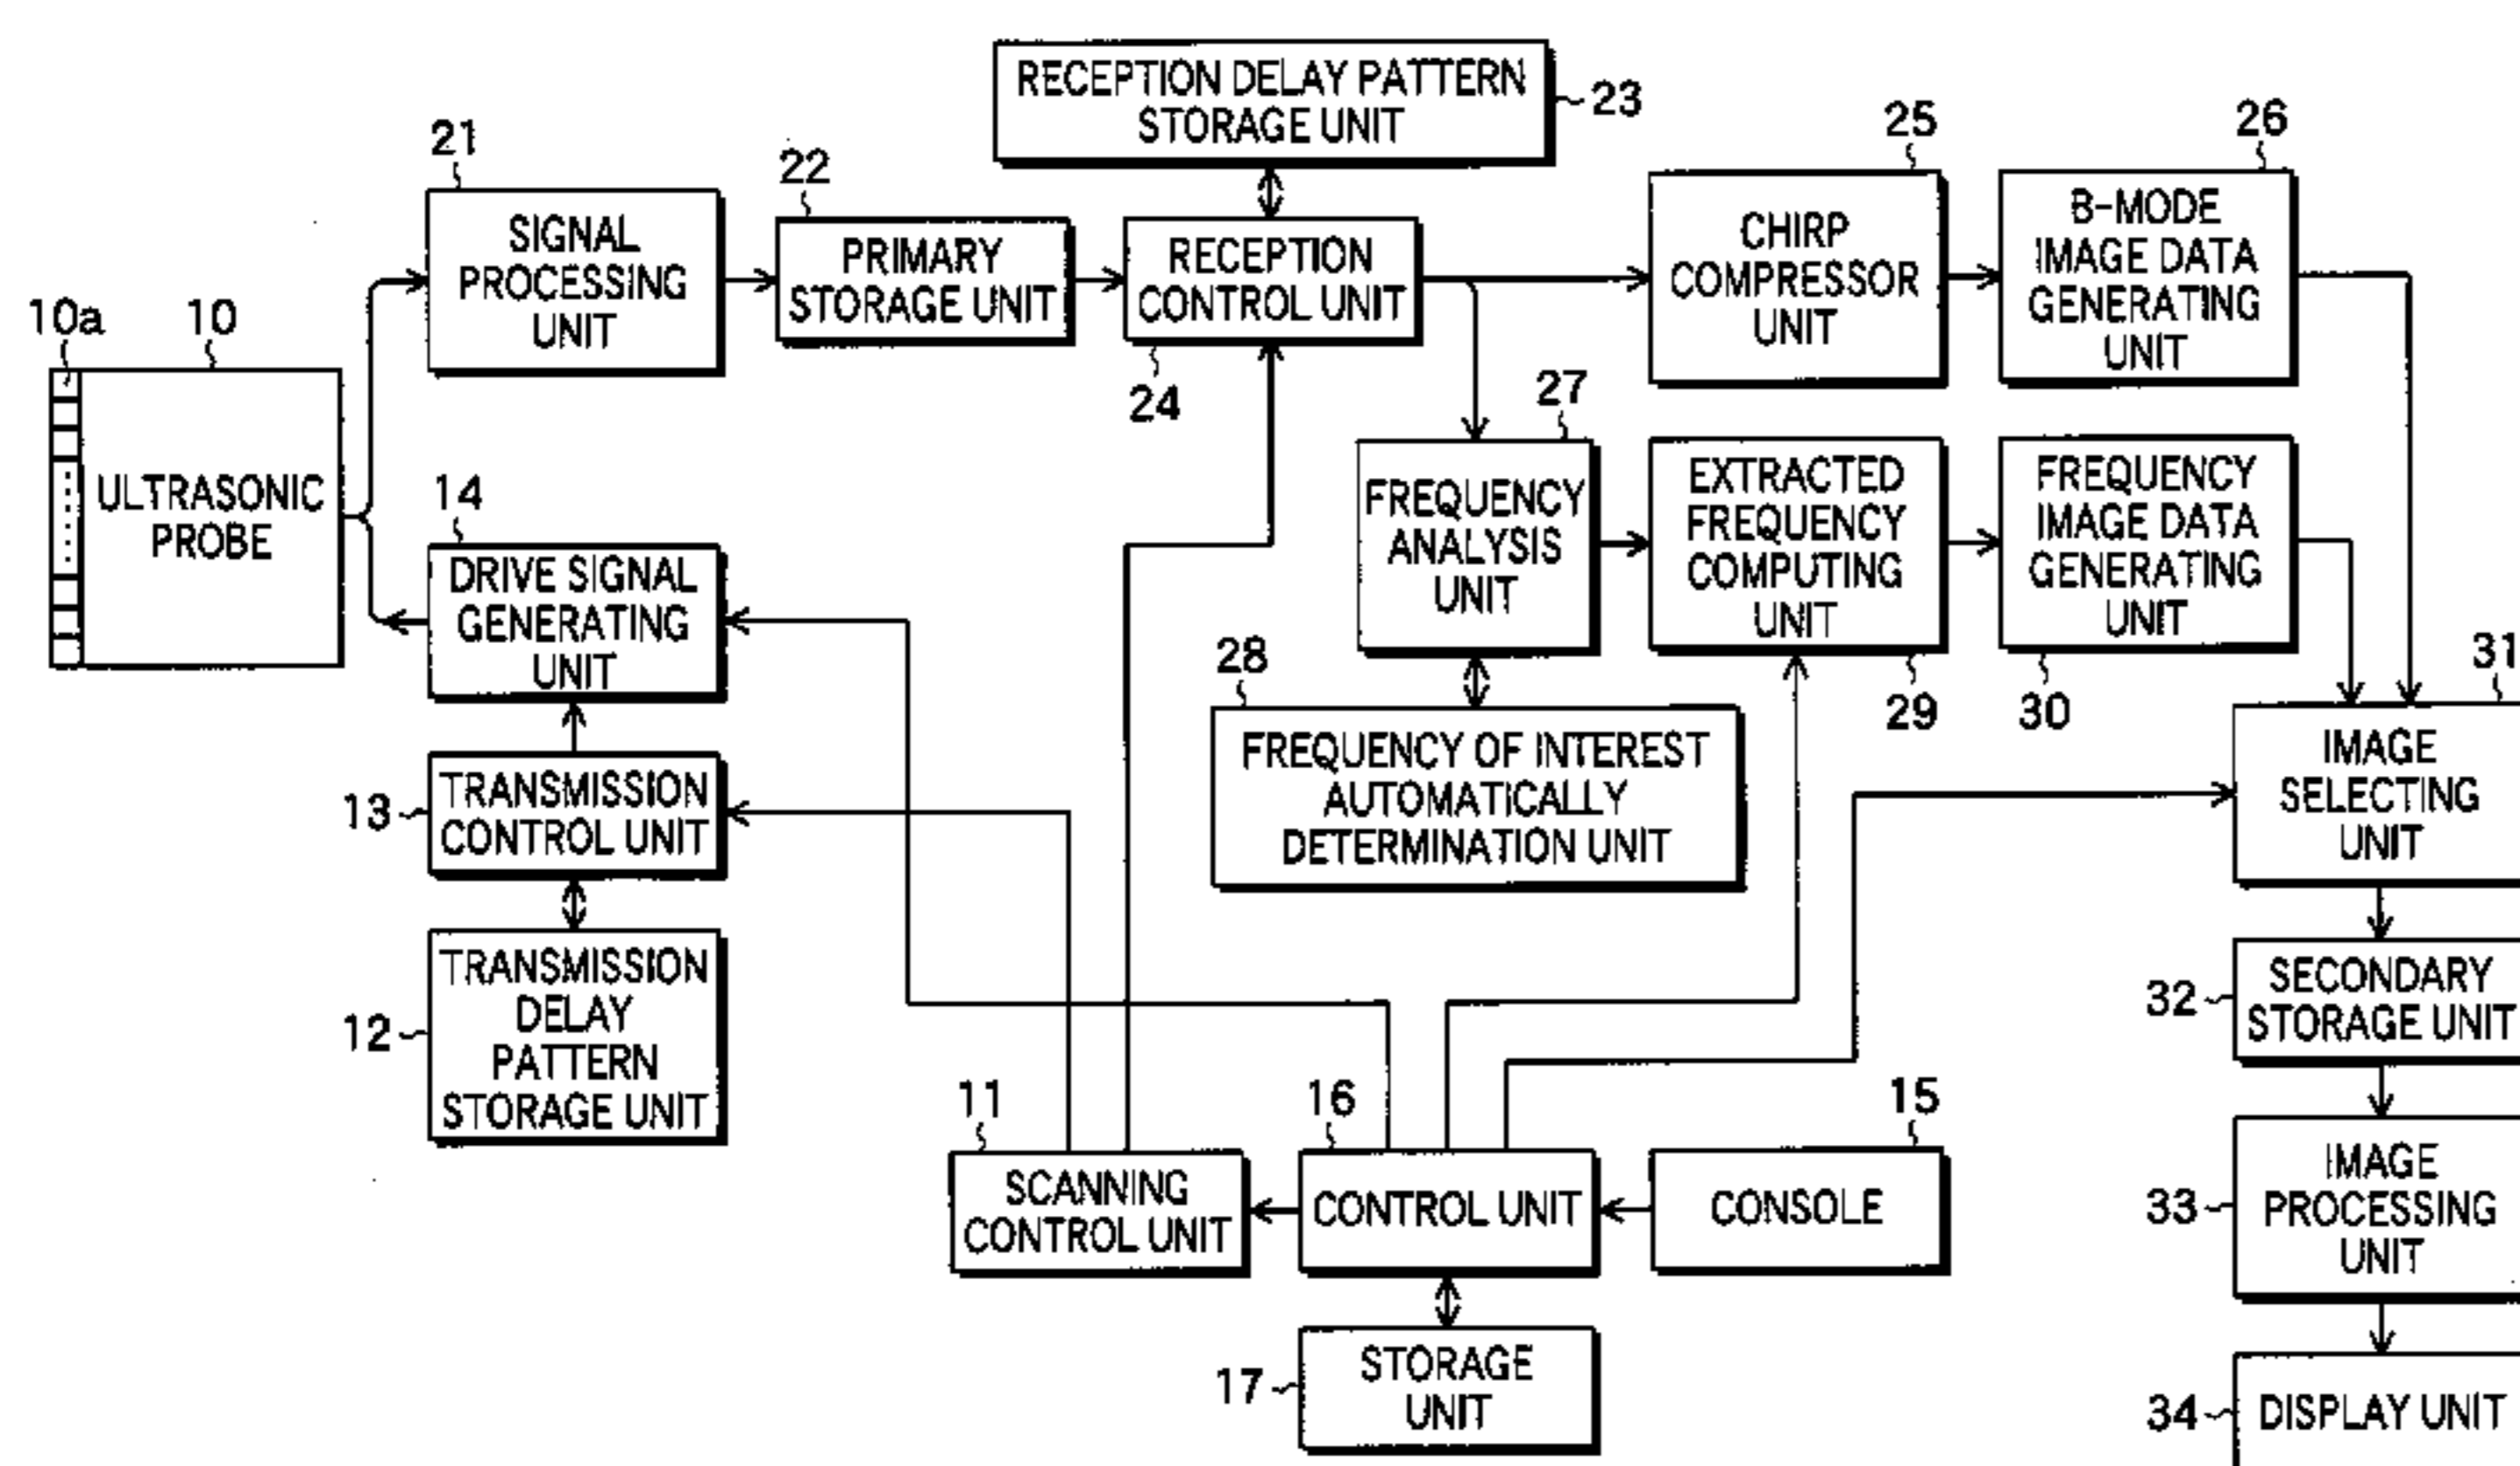 RECEPTION DELAY PATTERN
STORAGE UNIT
23
21
SIGNAL
PROCESSING
UNIT
22
PRIMARY
STORAGE UNIT
RECEPTION
CONTROL UNIT
24
25
CHIRP
COMPRESSOR
UNIT
26
B-MODE
IMAGE DATA
GENERATING
UNIT
10a
10
ULTRASONIC
PROBE
14
DRIVE SIGNAL
GENERATING
UNIT
27
FREQUENCY
ANALYSIS
UNIT
EXTRACTED
FREQUENCY
COMPUTING
UNIT
29
FREQUENCY
IMAGE DATA
GENERATING
UNIT
30
28
FREQUENCY OF INTEREST
AUTOMATICALLY
DETERMINATION UNIT
31
IMAGE
SELECTING
UNIT
13
TRANSMISSION
CONTROL UNIT
12
TRANSMISSION
DELAY
PATTERN
STORAGE UNIT
32
SECONDARY
STORAGE UNIT
11
SCANNING
CONTROL UNIT
16
CONTROL UNIT
15
CONSOLE
33
IMAGE
PROCESSING
UNIT
17
STORAGE
UNIT
34
DISPLAY UNIT